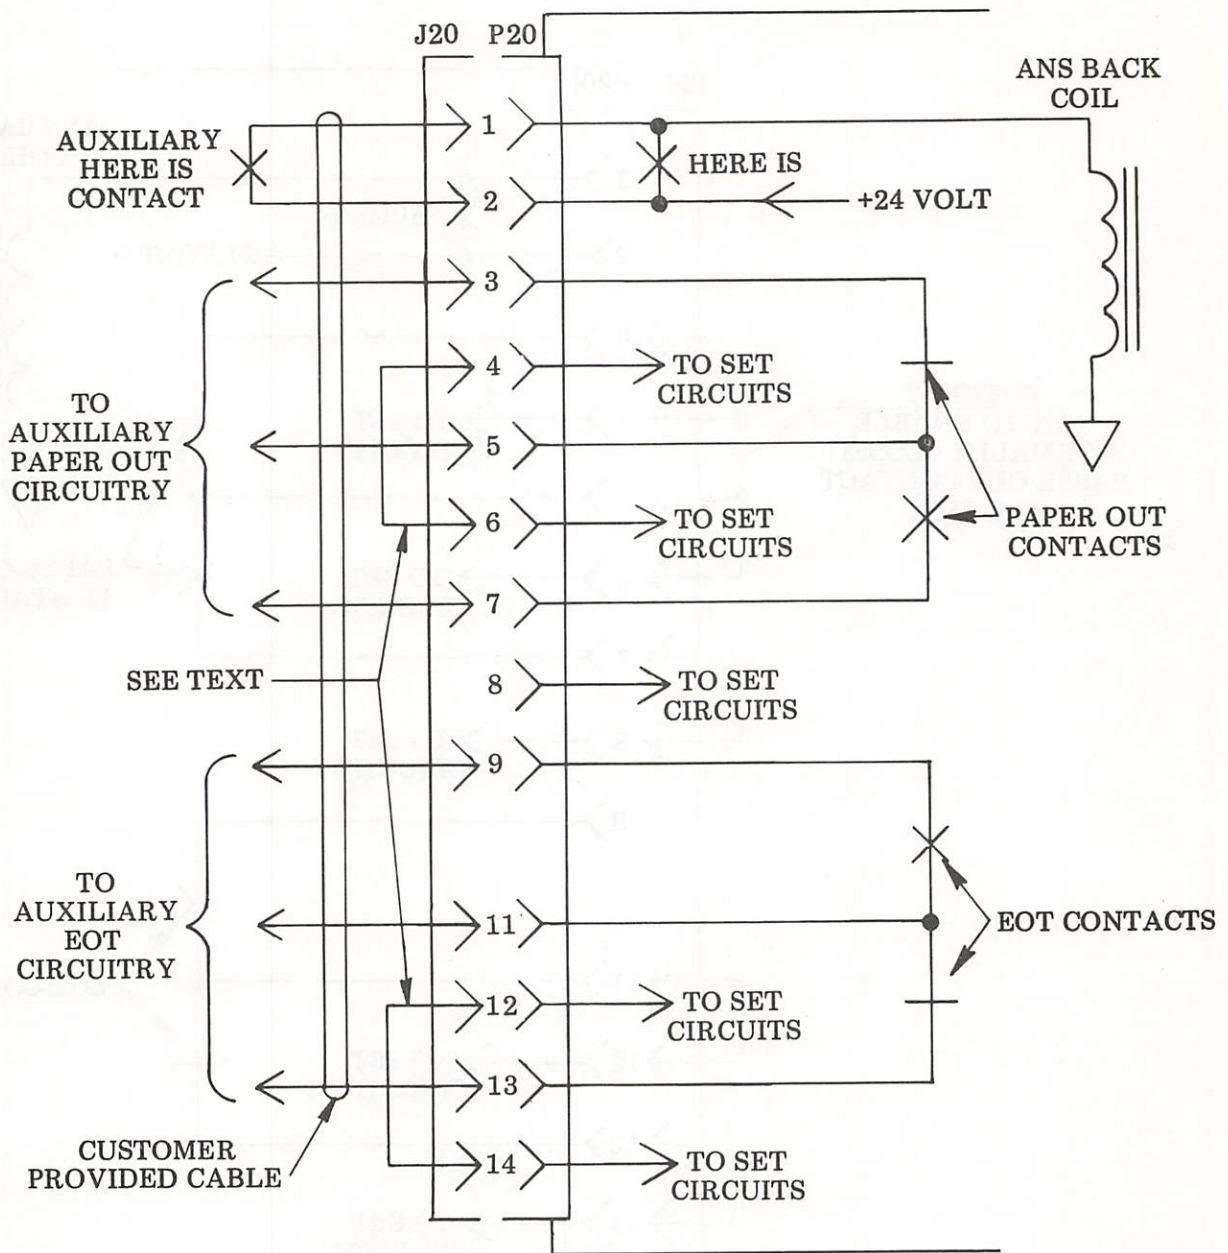 J20 P20
ANS BACK
COIL
AUXILIARY
HERE IS
CONTACT
1
HERE IS
2
+24 VOLT
3
4
TO SET
CIRCUITS
TO
AUXILIARY
PAPER OUT
CIRCUITRY
5
6
TO SET
CIRCUITS
PAPER OUT
CONTACTS
7
SEE TEXT
8
TO SET
CIRCUITS
9
TO
AUXILIARY
EOT
CIRCUITRY
11
EOT CONTACTS
12
TO SET
CIRCUITS
13
CUSTOMER
PROVIDED CABLE
14
TO SET
CIRCUITS